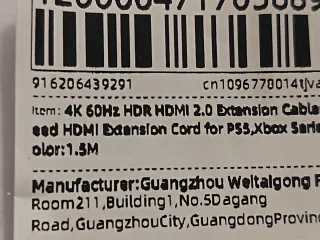 916206439291 cn1096778014
Item: 4K 60Hz HDR HDMI 2.0 Extension Cable
eed HDMI Extension Cord for PS5,Xbox Serie
olor:1.5M
Manufacturer:Guangzhou Weitaigong
Room211,Building1,No.5Dagang
Road,GuangzhouCity,GuangdongProvin